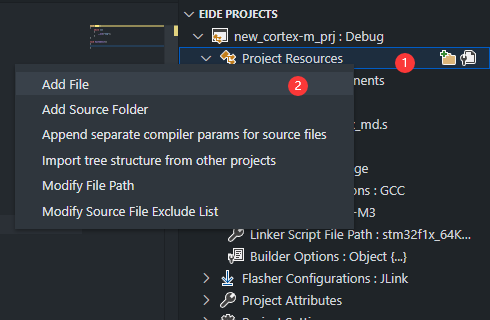 EIDE PROJECTS
new_cortex-m_prj : Debug
Project Resources
1
Add File
2
Add Source Folder
Append separate compiler params for source files
Import tree structure from other projects
Modify File Path
Modify Source File Exclude List
ments
_md.s
ge
ons : GCC
-M3
Linker Script File Path : stm32f1x_64K...
Builder Options : Object {...}
Flasher Configurations : JLink
Project Attributes